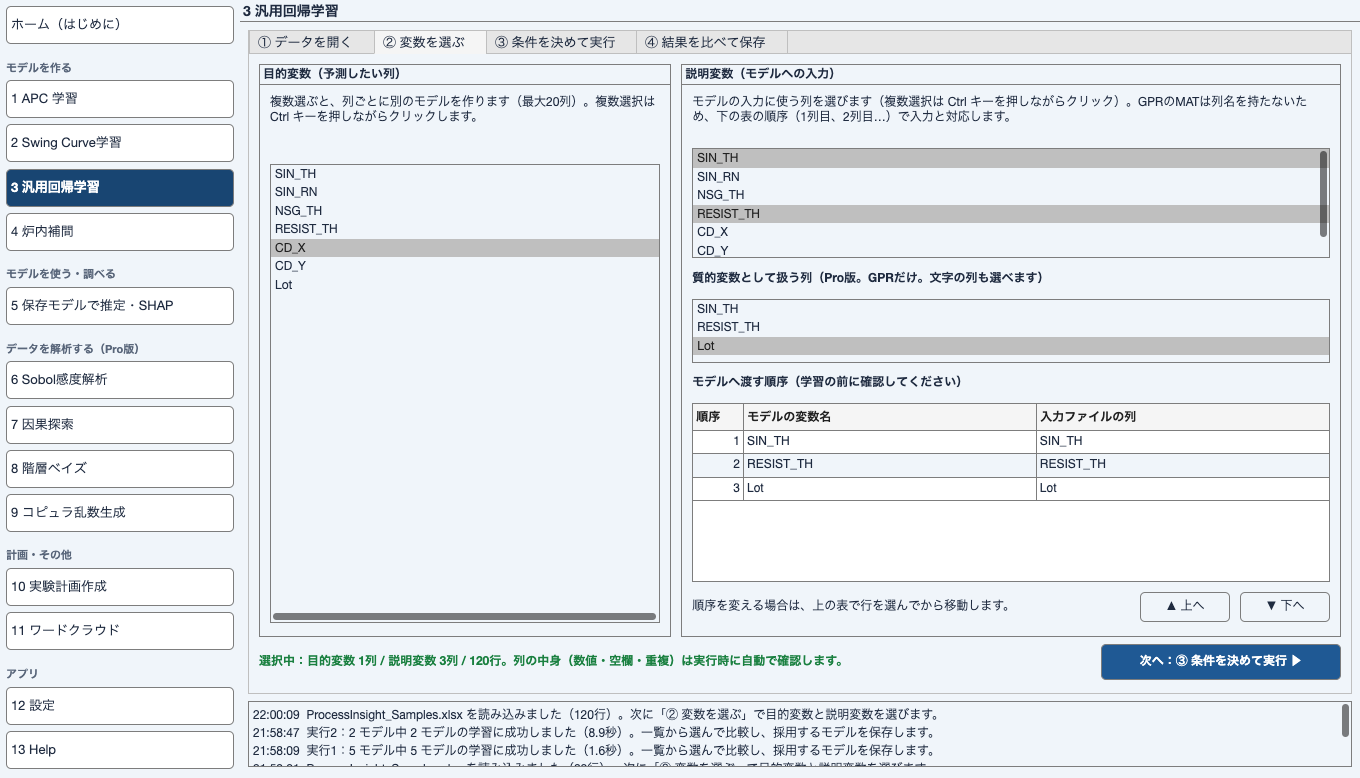 ホーム（はじめに）
モデルを作る
1 APC 学習
2 Swing Curve学習
3 汎用回帰学習
4 炉内補間
モデルを使う・調べる
5 保存モデルで推定・SHAP
データを解析する（Pro版）
6 Sobol感度解析
7 因果探索
8 階層ベイズ
9 コピュラ乱数生成
計画・その他
10 実験計画作成
11 ワードクラウド
アプリ
12 設定
13 Help
3 汎用回帰学習
① データを開く
② 変数を選ぶ
③ 条件を決めて実行
④ 結果を比べて保存
目的変数（予測したい列）
複数選ぶと、列ごとに別のモデルを作ります（最大20列）。複数選択は
Ctrl キーを押しながらクリックします。
SIN_TH
SIN_RN
NSG_TH
RESIST_TH
CD_X
CD_Y
Lot
説明変数（モデルへの入力）
モデルの入力に使う列を選びます（複数選択は Ctrl キーを押しながらクリック）。GPRのMATは列名を持たないた
め、下の表の順序（1列目、2列目…）で入力と対応します。
SIN_TH
SIN_RN
NSG_TH
RESIST_TH
CD_X
CD_Y
質的変数として扱う列（Pro版。GPRだけ。文字の列も選べます）
SIN_TH
RESIST_TH
Lot
モデルへ渡す順序（学習の前に確認してください）
順序 モデルの変数名 入力ファイルの列
1 SIN_TH SIN_TH
2 RESIST_TH RESIST_TH
3 Lot Lot
順序を変える場合は、上の表で行を選んでから移動します。
▲ 上へ
▼ 下へ
選択中：目的変数 1列 / 説明変数 3列 / 120行。列の中身（数値・空欄・重複）は実行時に自動で確認します。
次へ：③ 条件を決めて実行 ▶
22:00:09 ProcessInsight_Samples.xlsx を読み込みました（120行）。次に「② 変数を選ぶ」で目的変数と説明変数を選びます。
21:58:47 実行2：2 モデル中 2 モデルの学習に成功しました（8.9秒）。一覧から選んで比較し、採用するモデルを保存します。
21:58:09 実行1：5 モデル中 5 モデルの学習に成功しました（1.6秒）。一覧から選んで比較し、採用するモデルを保存します。